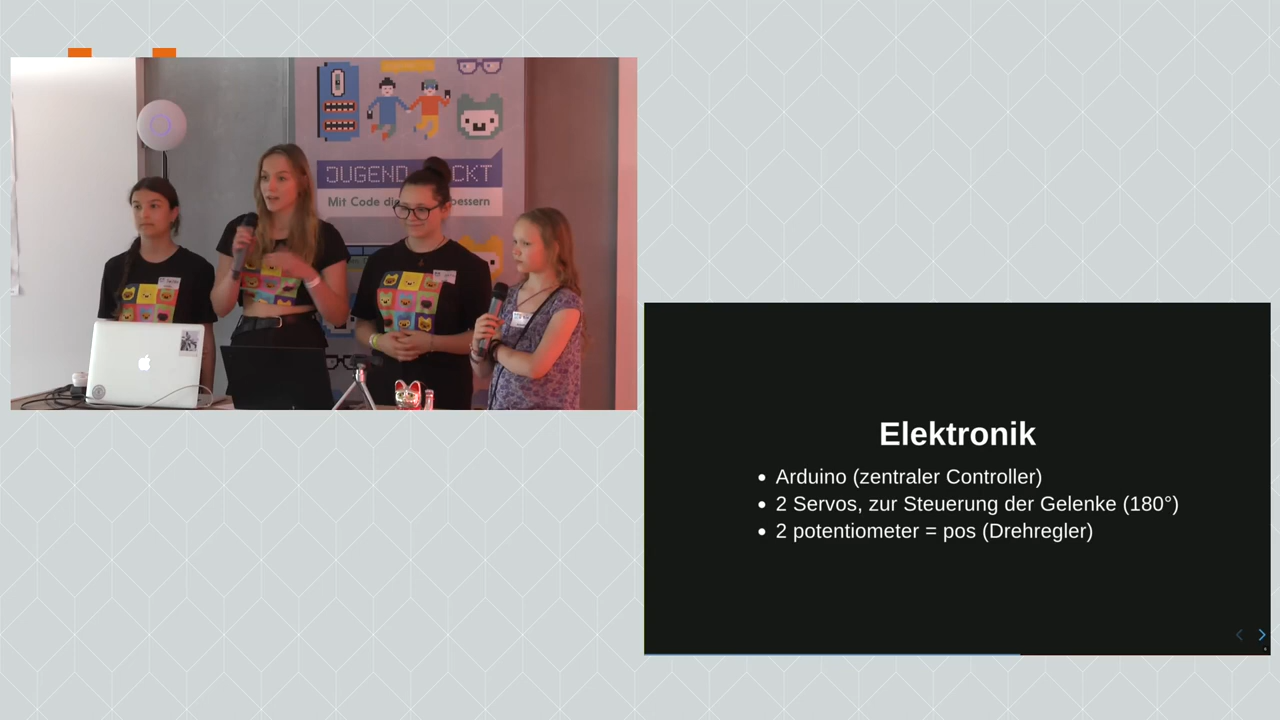 JUGEND
CKT
Mit Code di
bessern
Elektronik
Arduino (zentraler Controller)
2 Servos, zur Steuerung der Gelenke (180°)
2 potentiometer = pos (Drehregler)